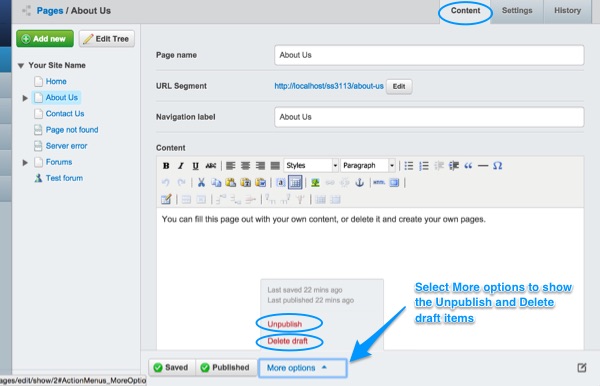 Pages / About Us
Content
Settings
History
Add new
Edit Tree
Your Site Name
Home
About Us
Contact Us
Page not found
Server error
Forums
Test forum
Page name
About Us
URL Segment
http://localhost/ss3113/about-us
Edit
Navigation label
About Us
Content
B I U ABC Styles Paragraph
HTML
You can fill this page out with your own content, or delete it and create your own pages.
Last saved 22 mins ago
Last published 22 mins ago
Unpublish
Delete draft
Select More options to show
the Unpublish and Delete
draft items
Saved
Published
More options
ages/edit/show/2#ActionMenus_MoreOptio